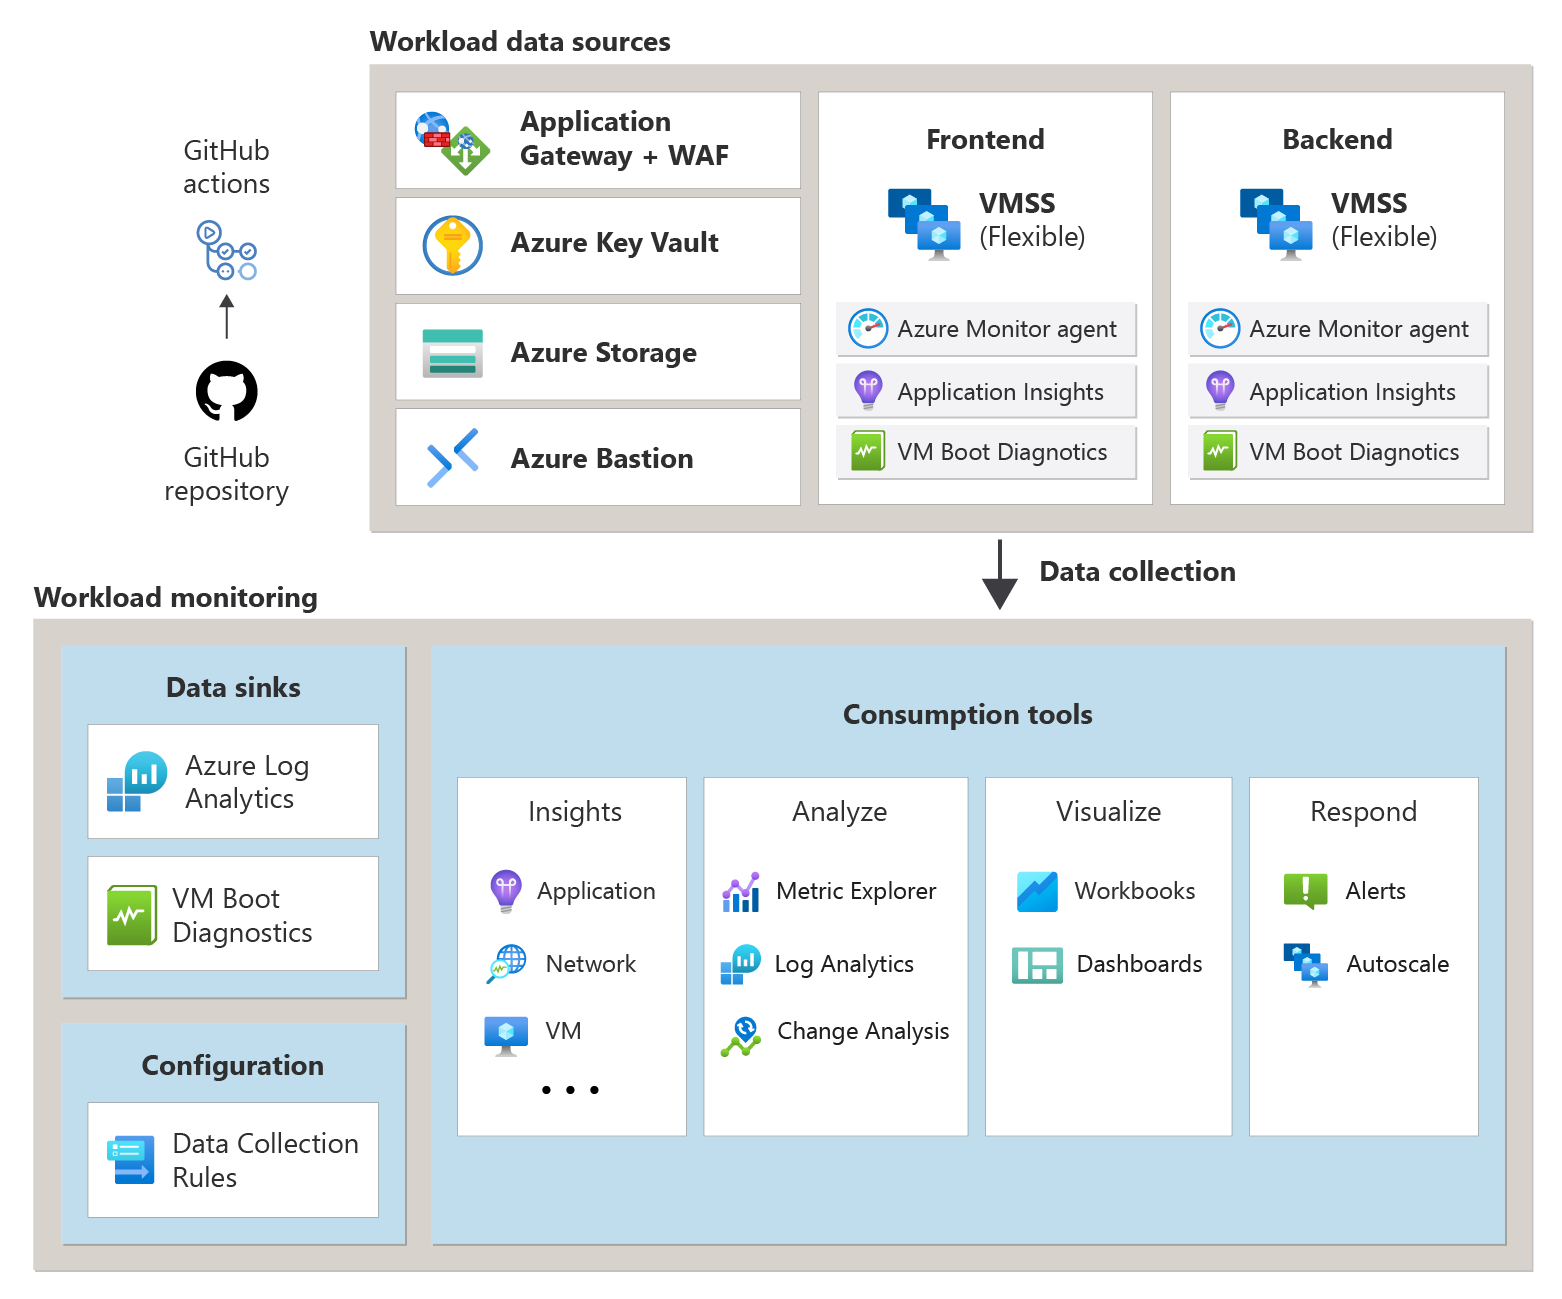 Workload data sources
GitHub
actions
GitHub
repository
Application
Gateway + WAF
Azure Key Vault
Azure Storage
Azure Bastion
Frontend
VMSS
(Flexible)
Azure Monitor agent
Application Insights
VM Boot Diagnotics
Backend
VMSS
(Flexible)
Azure Monitor agent
Application Insights
VM Boot Diagnotics
Data collection
Workload monitoring
Data sinks
Azure Log
Analytics
VM Boot
Diagnostics
Configuration
Data Collection
Rules
Consumption tools
Insights
Application
Network
VM
• • •
Analyze
Metric Explorer
Log Analytics
Change Analysis
Visualize
Workbooks
Dashboards
Respond
Alerts
Autoscale